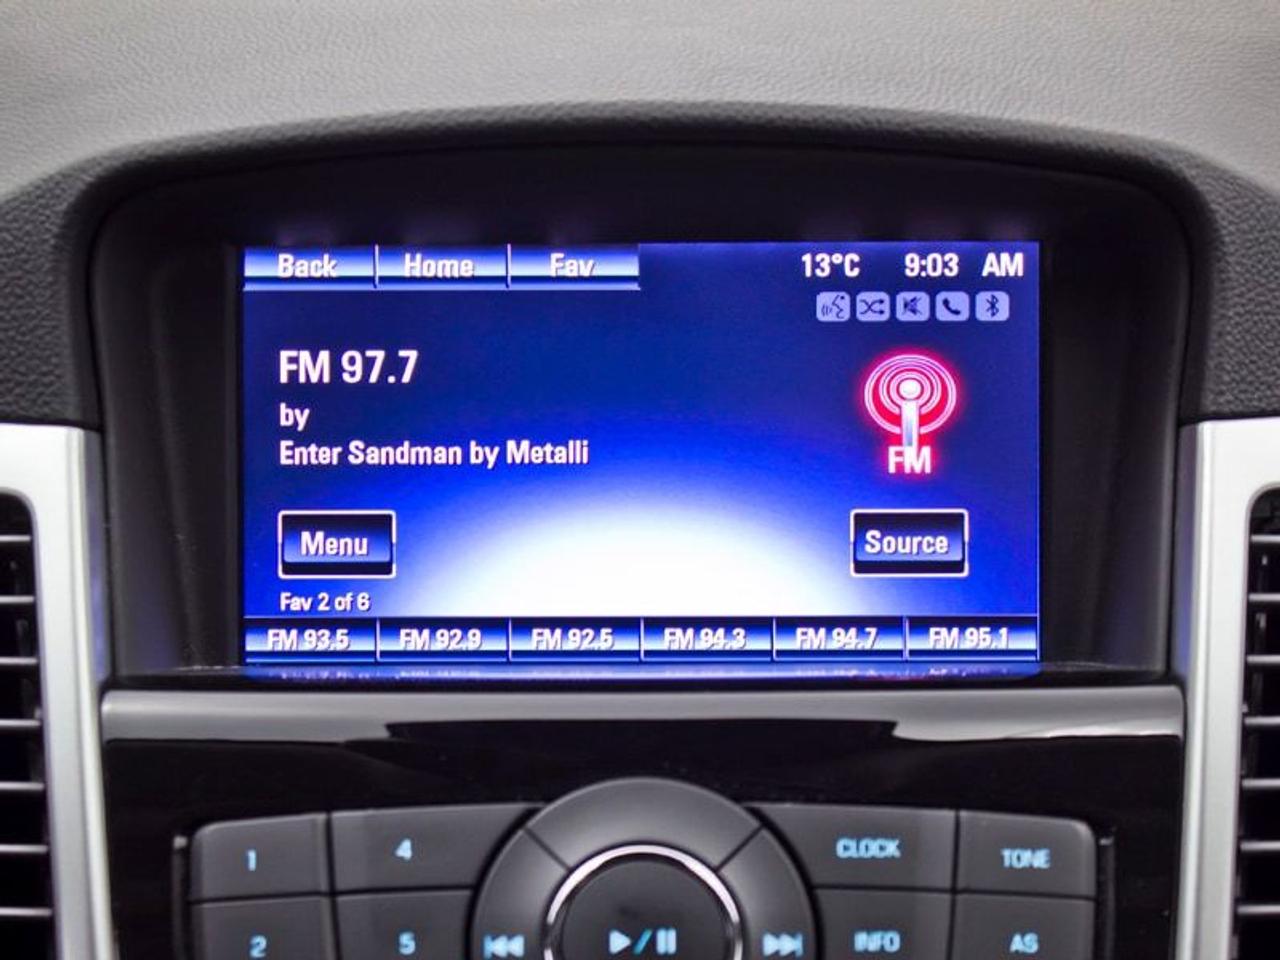 Back Home Fav 13°C 9:03 AM
FM 97.7
by
Enter Sandman by Metalli
FM
Menu Source
Fav 2 of 6
FM 93.5 FM 92.9 FM 92.5 FM 94.3 FM 94.7 FM 95.1
1 4 CLOCK TONE
2 5 INFO AS